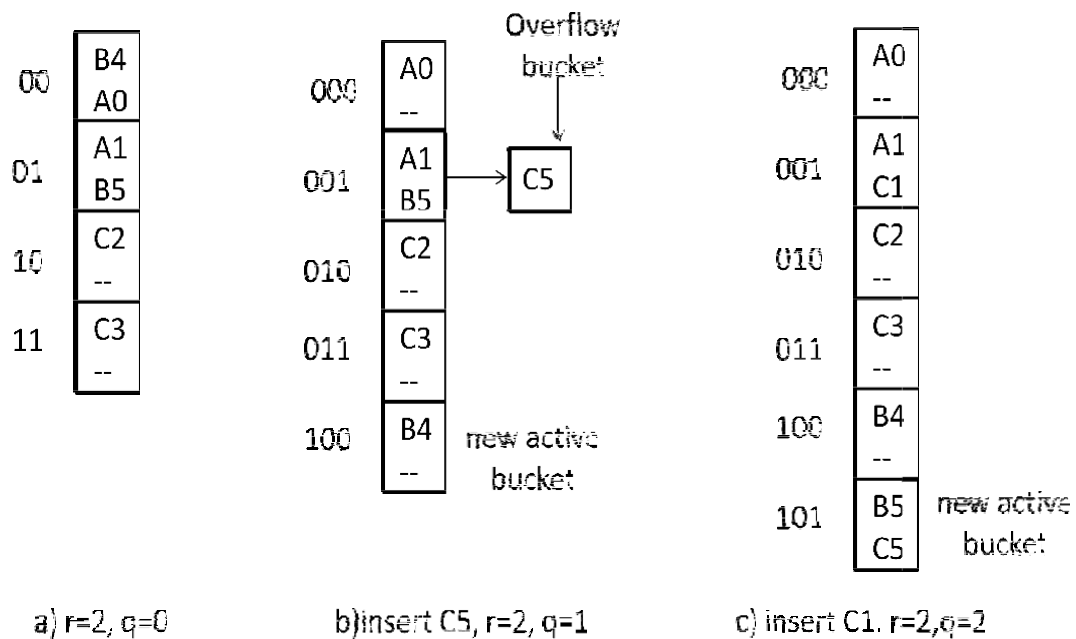 00
B4
A0
01
A1
B5
10
C2
--
11
C3
--
a) r=2, q=0
Overflow
bucket
000
A0
--
001
A1
B5
C5
010
C2
--
011
C3
--
100
B4
--
new active
bucket
b)insert C5, r=2, q=1
000
A0
--
001
A1
C1
010
C2
--
011
C3
--
100
B4
--
101
B5
C5
new active
bucket
c) insert C1. r=2,q=2